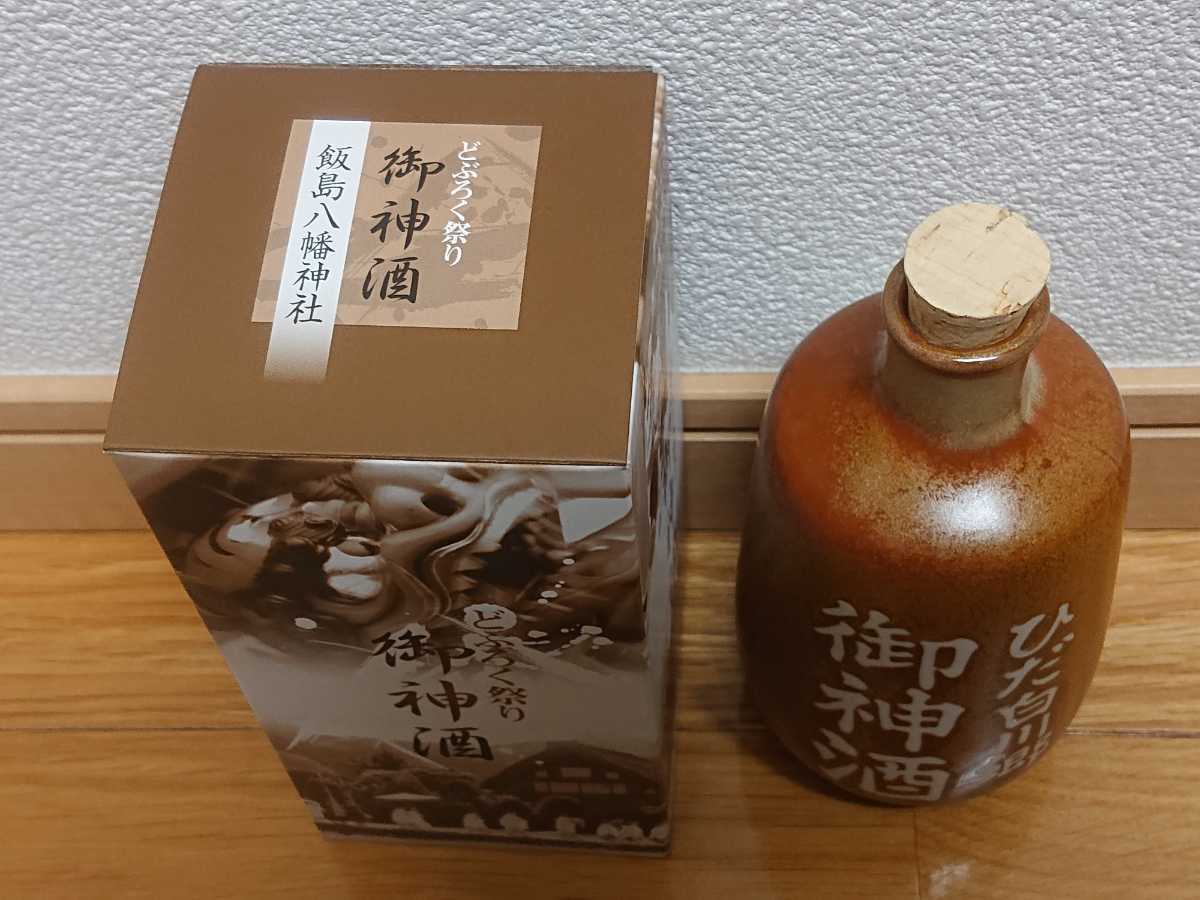 どぶろく祭り
御神酒
飯島八幡神社
どぶろく祭り
御神酒
ひだ白川郷
御神酒